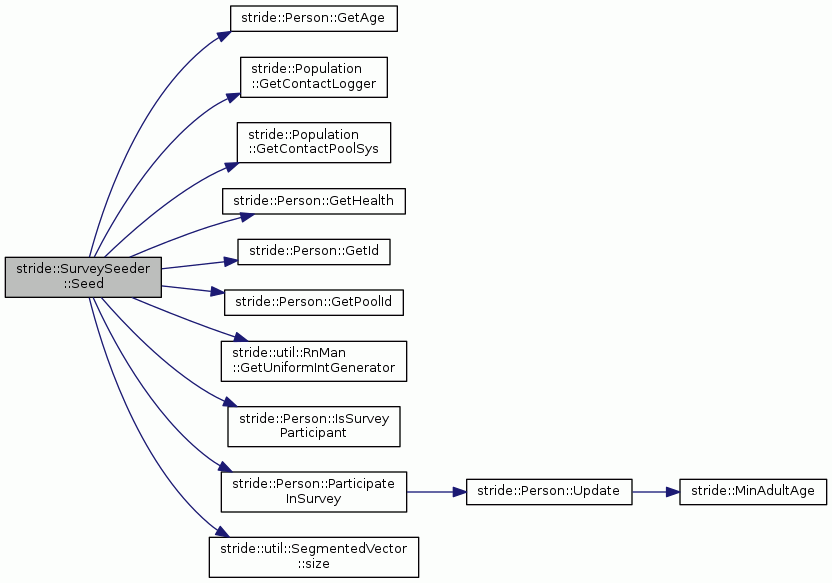 stride::Person::GetAge
stride::Population
::GetContactLogger
stride::Population
::GetContactPoolSys
stride::Person::GetHealth
stride::SurveySeeder
::Seed
stride::Person::GetId
stride::Person::GetPoolId
stride::util::RnMan
::GetUniformIntGenerator
stride::Person::IsSurvey
Participant
stride::Person::Participate
InSurvey
stride::Person::Update
stride::MinAdultAge
stride::util::SegmentedVector
::size